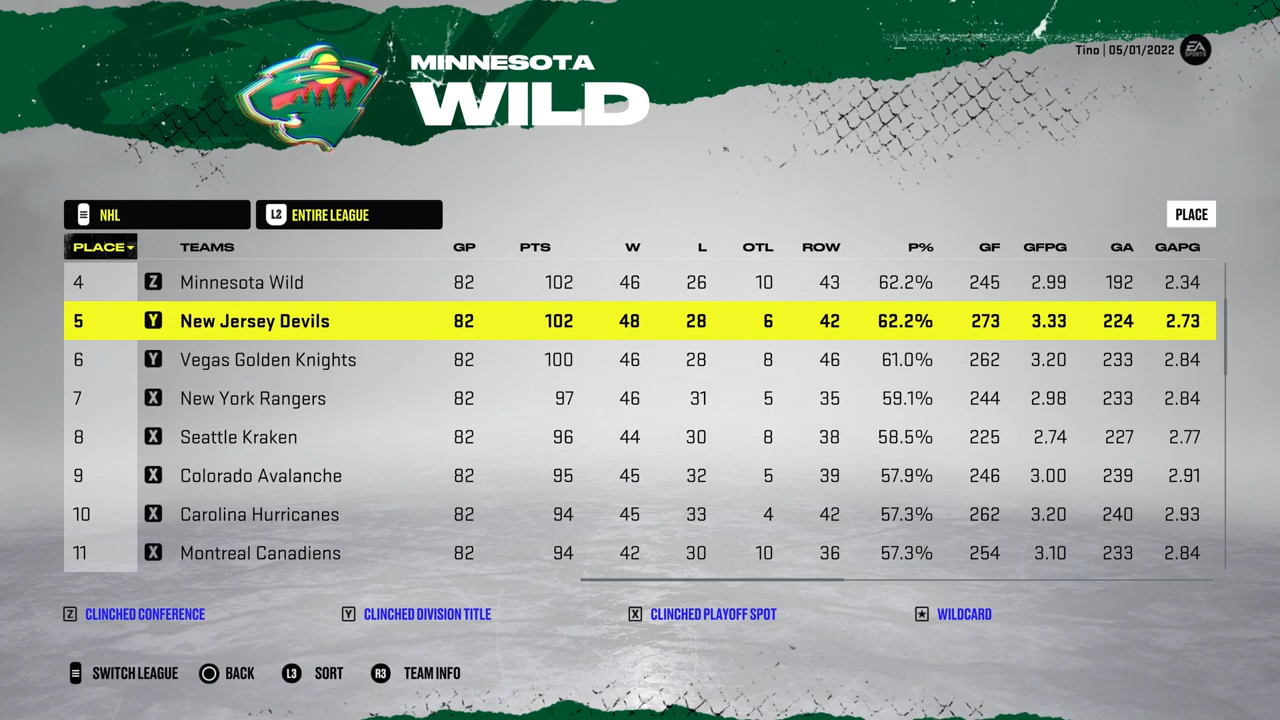 MINNESOTA
WILD
Tino | 05/01/2022 EA SPORTS
NHL L2 ENTIRE LEAGUE PLACE
PLACE TEAMS GP PTS W L OTL ROW P% GF GFPG GA GAPG
4 Z Minnesota Wild 82 102 46 26 10 43 62.2% 245 2.99 192 2.34
5 Y New Jersey Devils 82 102 48 28 6 42 62.2% 273 3.33 224 2.73
6 Y Vegas Golden Knights 82 100 46 28 8 46 61.0% 262 3.20 233 2.84
7 X New York Rangers 82 97 46 31 5 35 59.1% 244 2.98 233 2.84
8 X Seattle Kraken 82 96 44 30 8 38 58.5% 225 2.74 227 2.77
9 X Colorado Avalanche 82 95 45 32 5 39 57.9% 246 3.00 239 2.91
10 X Carolina Hurricanes 82 94 45 33 4 42 57.3% 262 3.20 240 2.93
11 X Montreal Canadiens 82 94 42 30 10 36 57.3% 254 3.10 233 2.84
Z CLINCHED CONFERENCE Y CLINCHED DIVISION TITLE X CLINCHED PLAYOFF SPOT ★ WILDCARD
SWITCH LEAGUE BACK L3 SORT R3 TEAM INFO